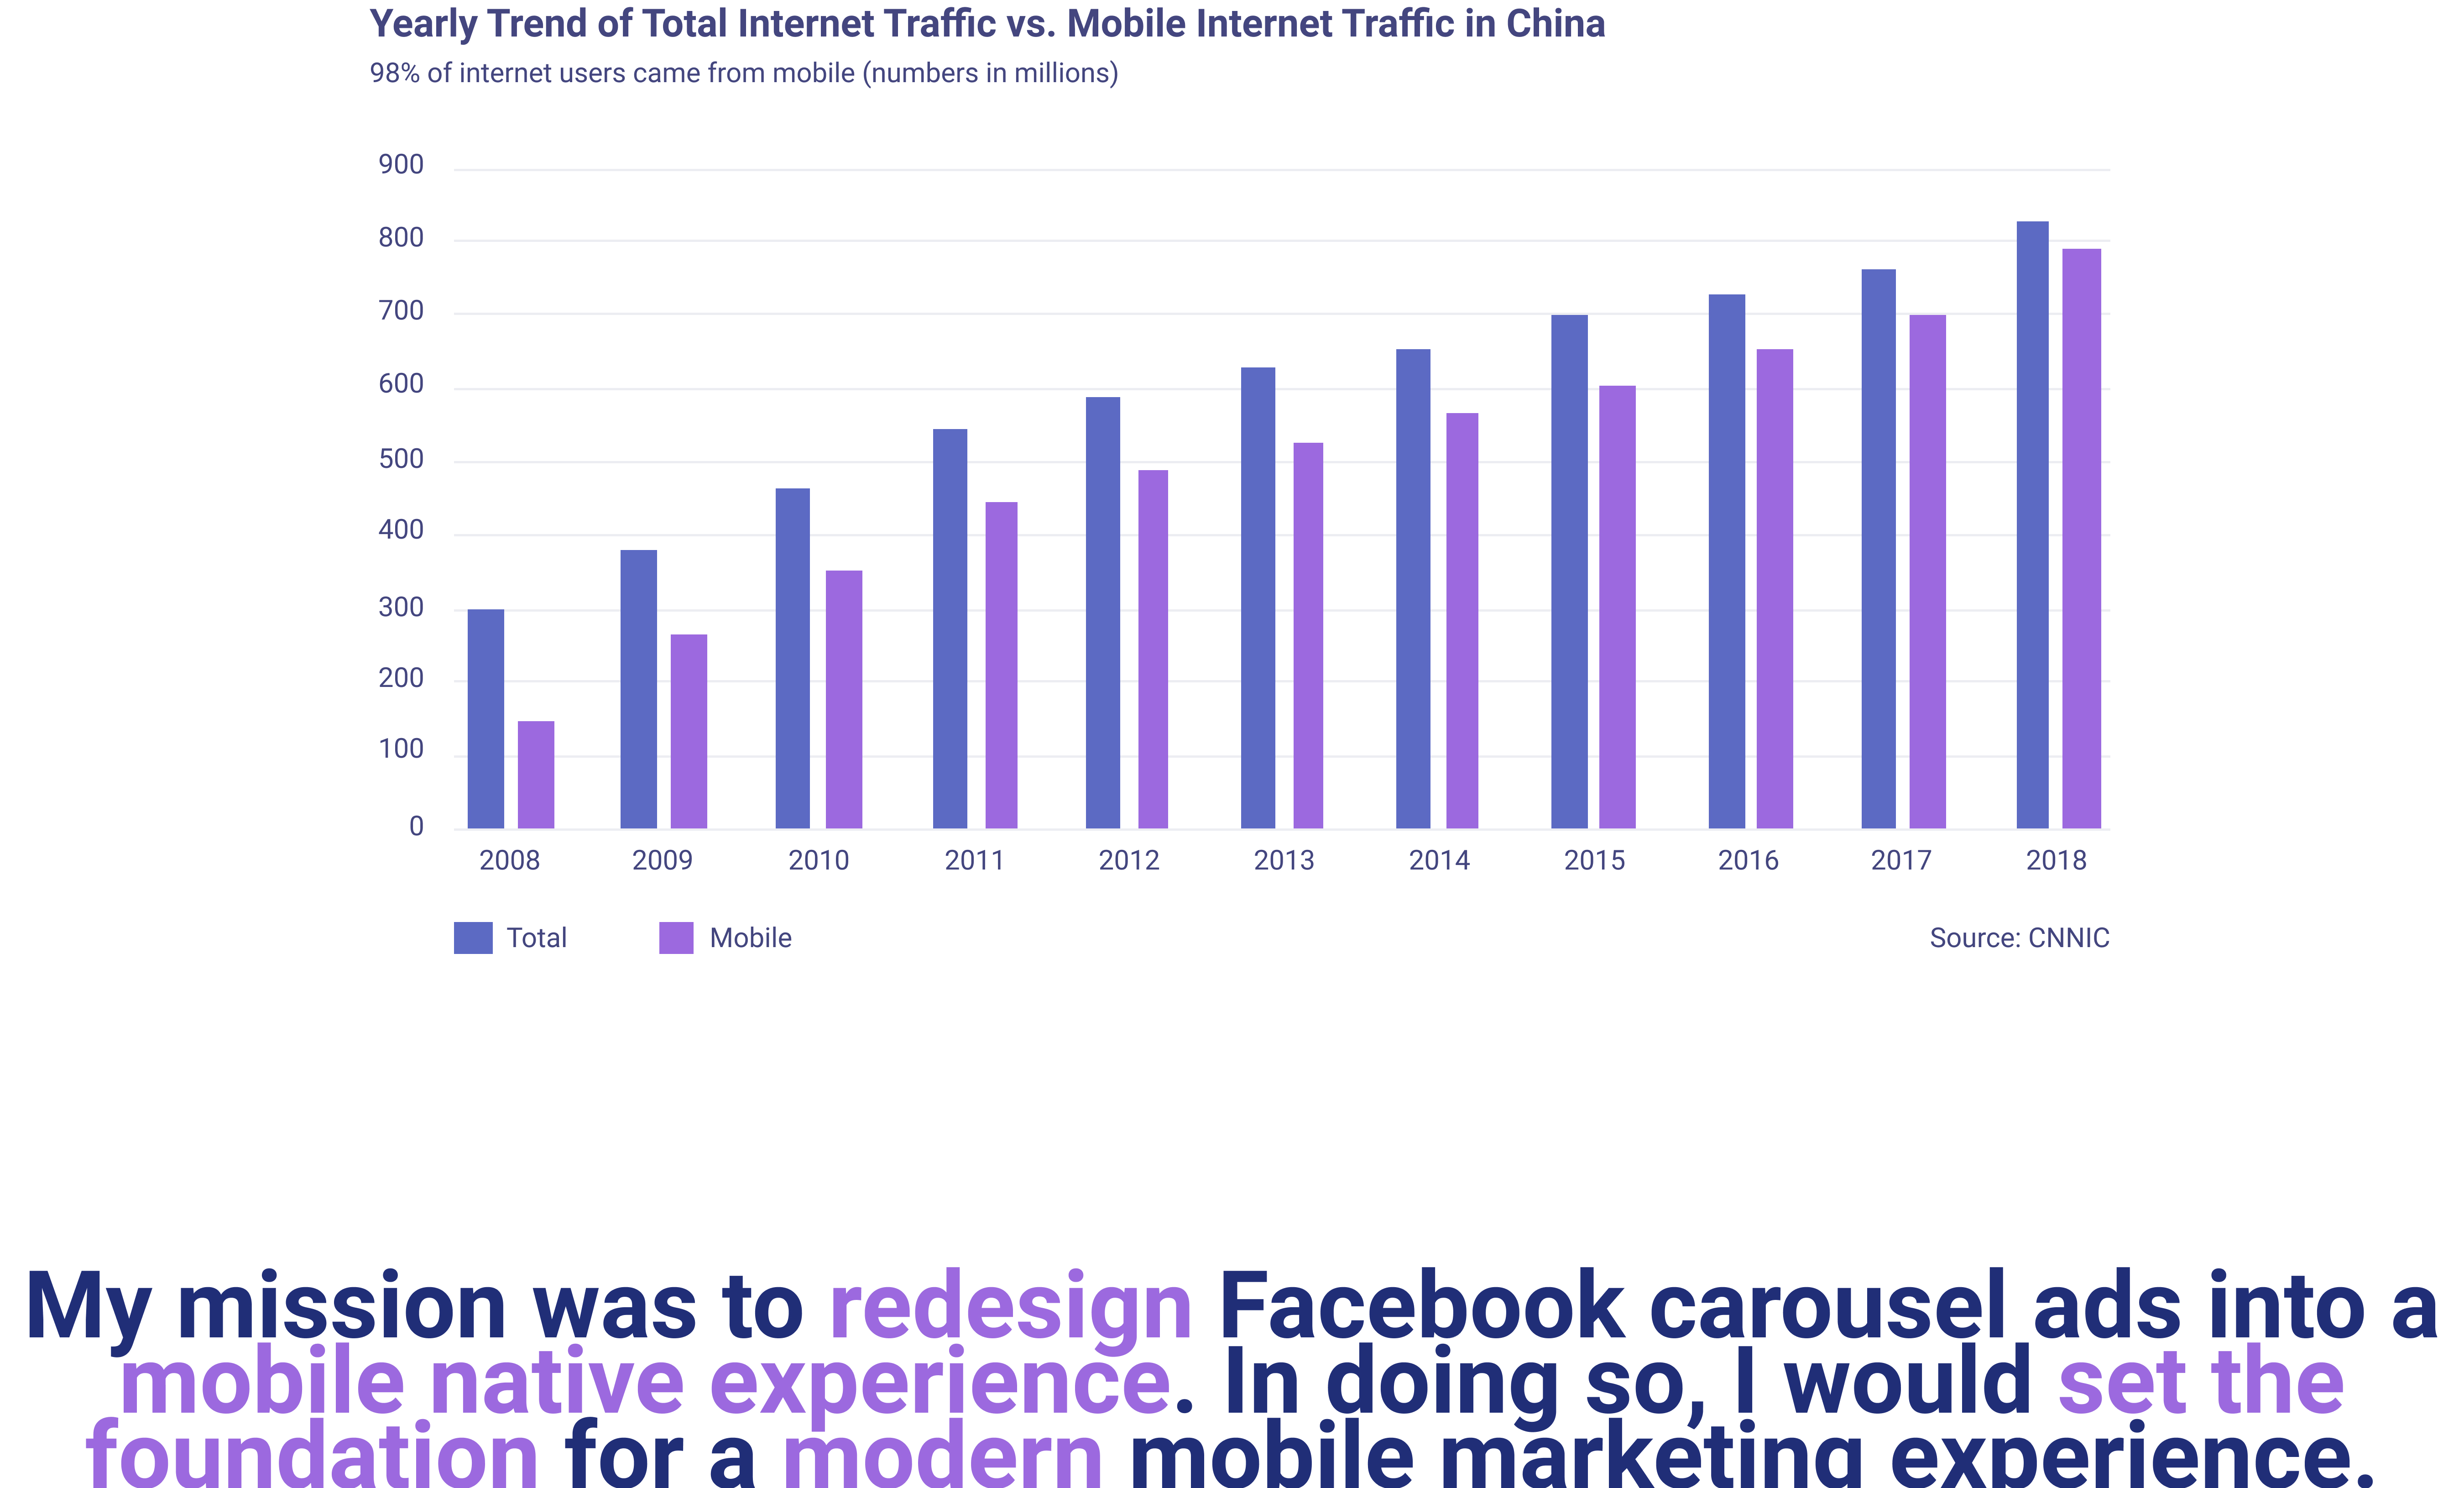 Yearly Trend of Total Internet Traffic vs. Mobile Internet Traffic in China
98% of internet users came from mobile (numbers in millions)
900
800
700
600
500
400
300
200
100
0
2008 2009 2010 2011 2012 2013 2014 2015 2016 2017 2018
Total Mobile Source: CNNIC
My mission was to redesign Facebook carousel ads into a
mobile native experience. In doing so, I would set the
foundation for a modern mobile marketing experience.